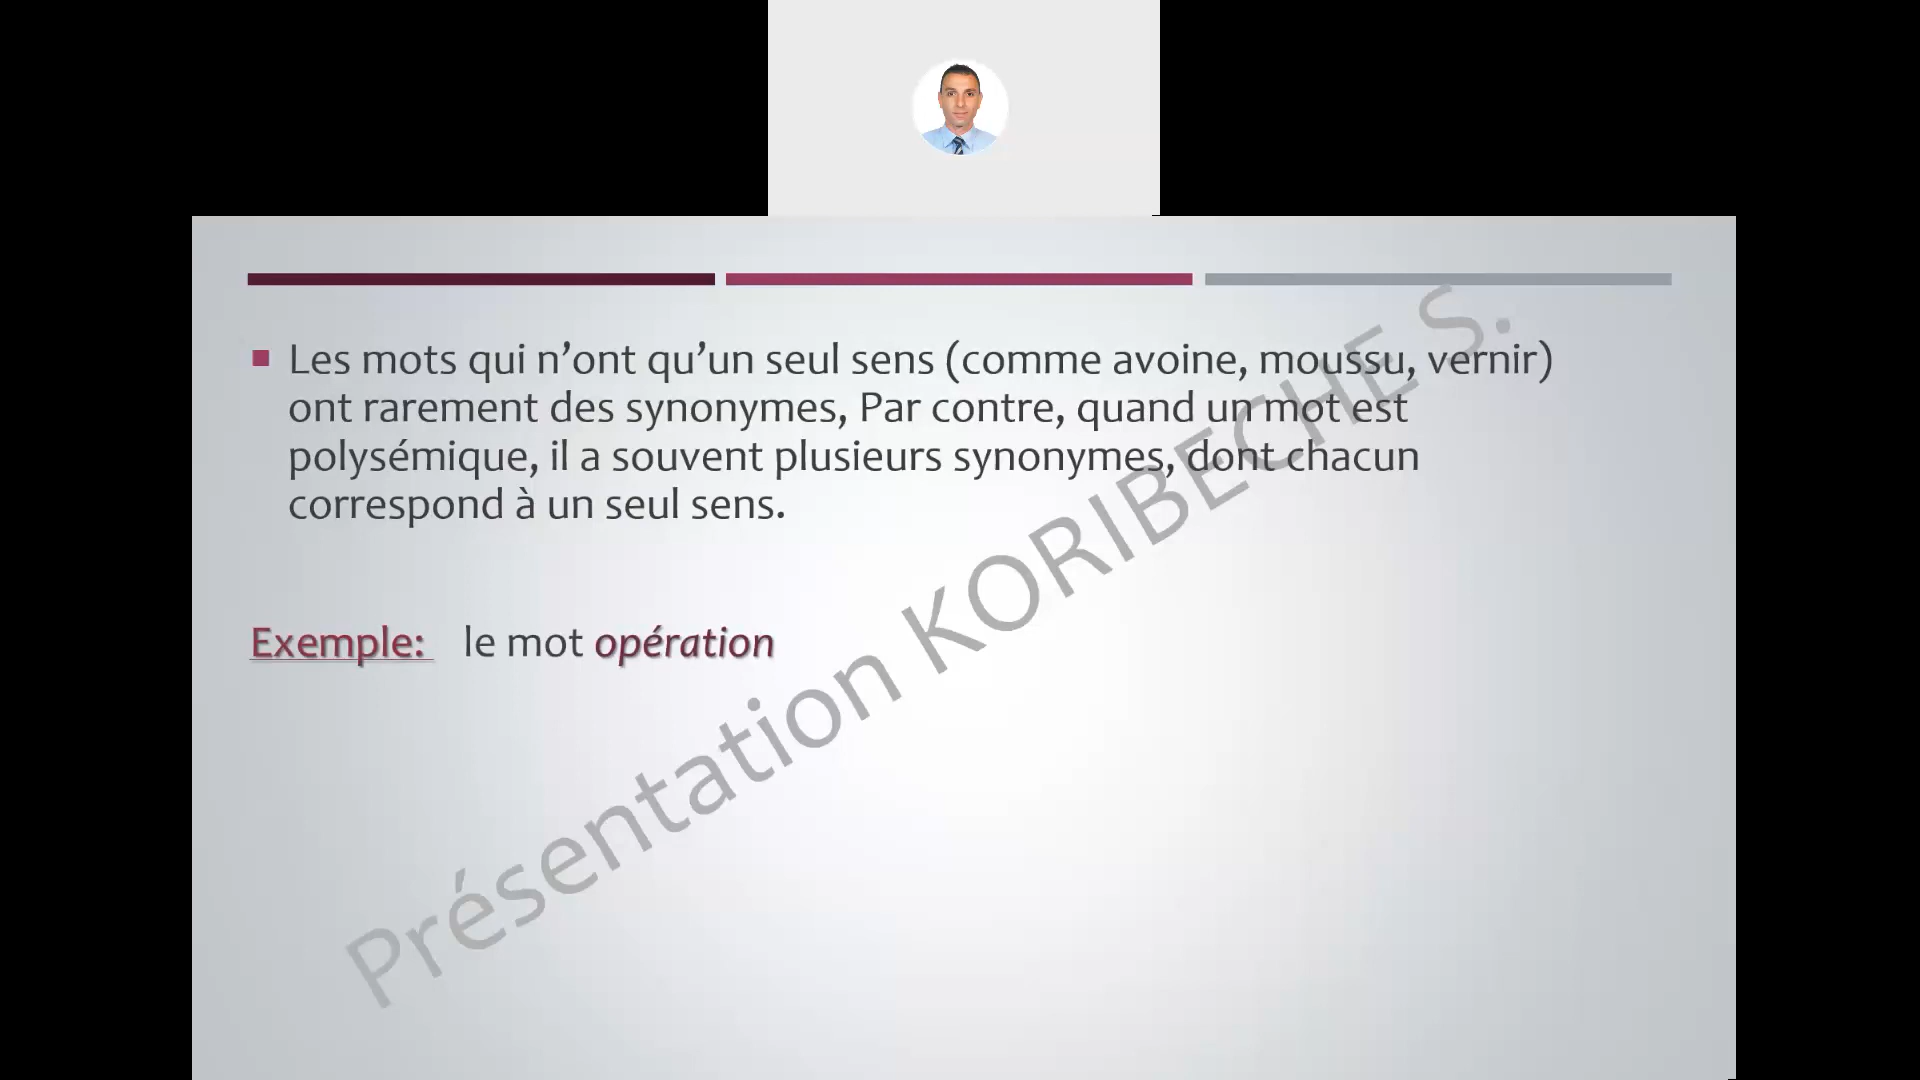 Les mots qui n’ont qu’un seul sens (comme avoine, moussu, vernir)
ont rarement des synonymes, Par contre, quand un mot est
polysémique, il a souvent plusieurs synonymes, dont chacun
correspond à un seul sens.
Exemple: le mot opération
Présentation KORIBECHE S.